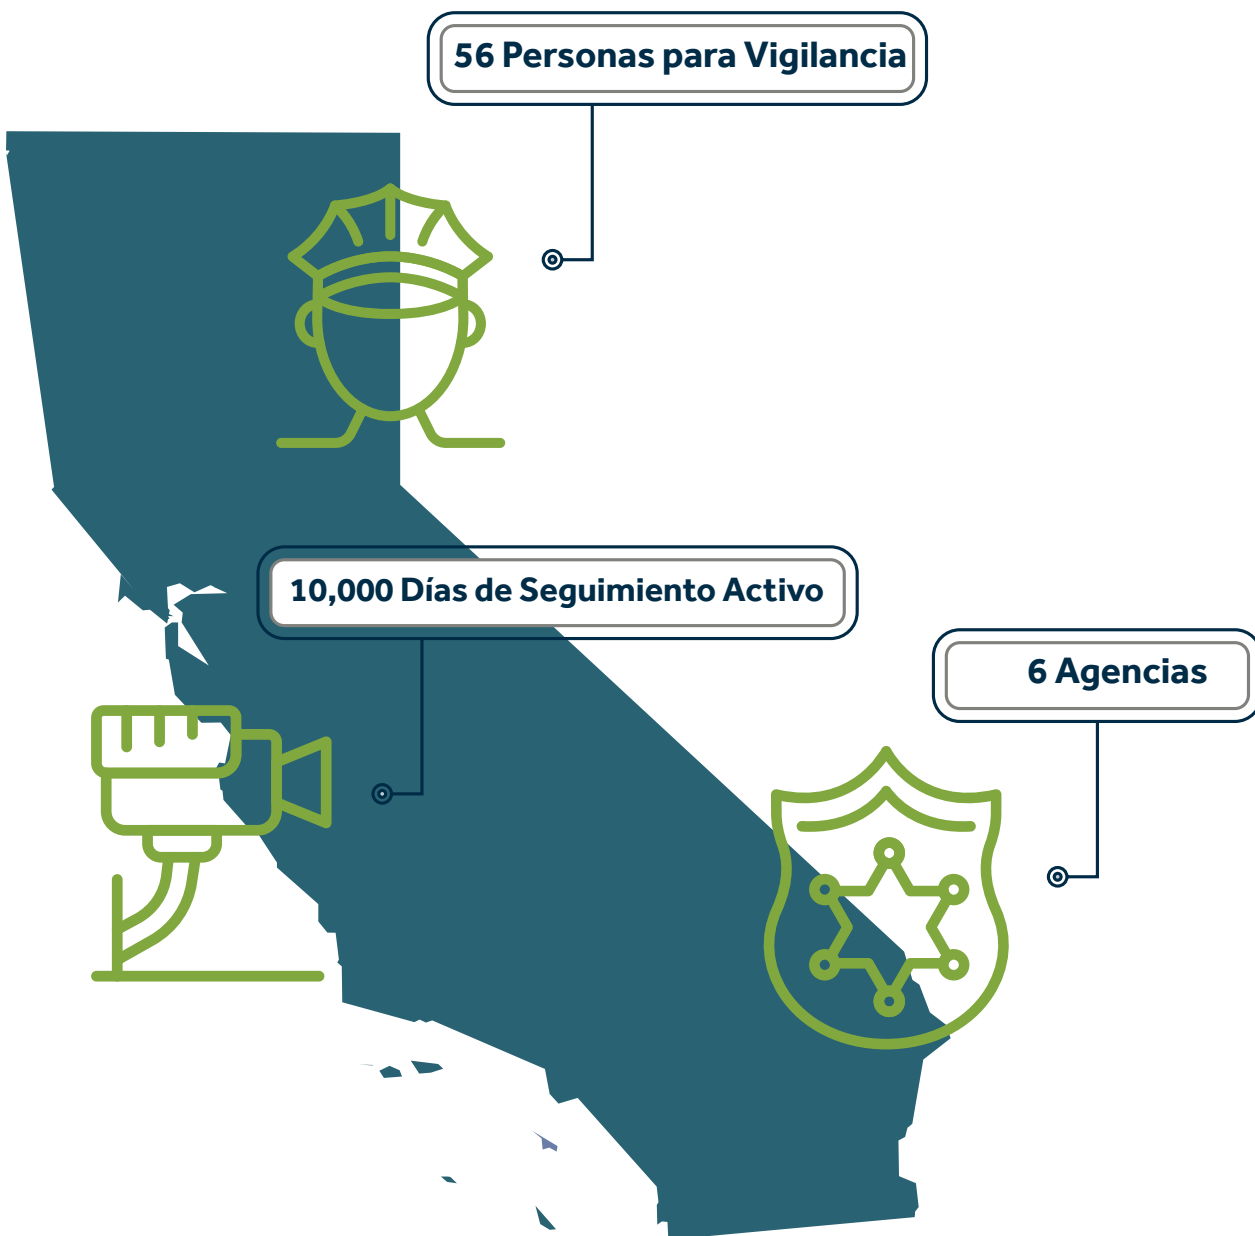 56 Personas para Vigilancia
10,000 Días de Seguimiento Activo
6 Agencias